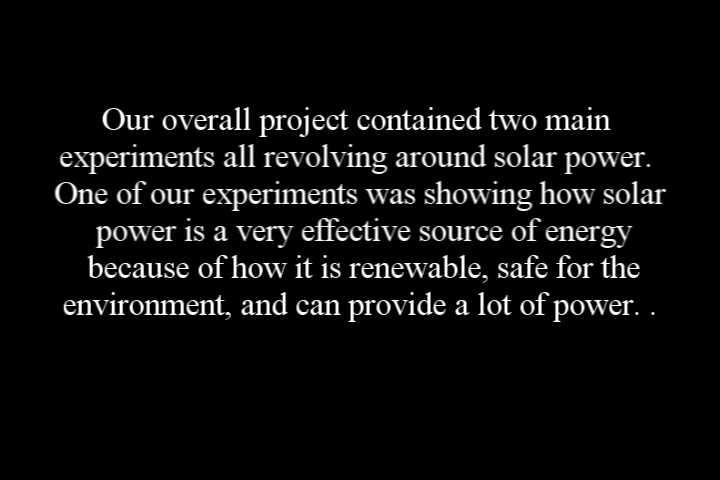 Our overall project contained two main
experiments all revolving around solar power.
One of our experiments was showing how solar
power is a very effective source of energy
because of how it is renewable, safe for the
environment, and can provide a lot of power. .